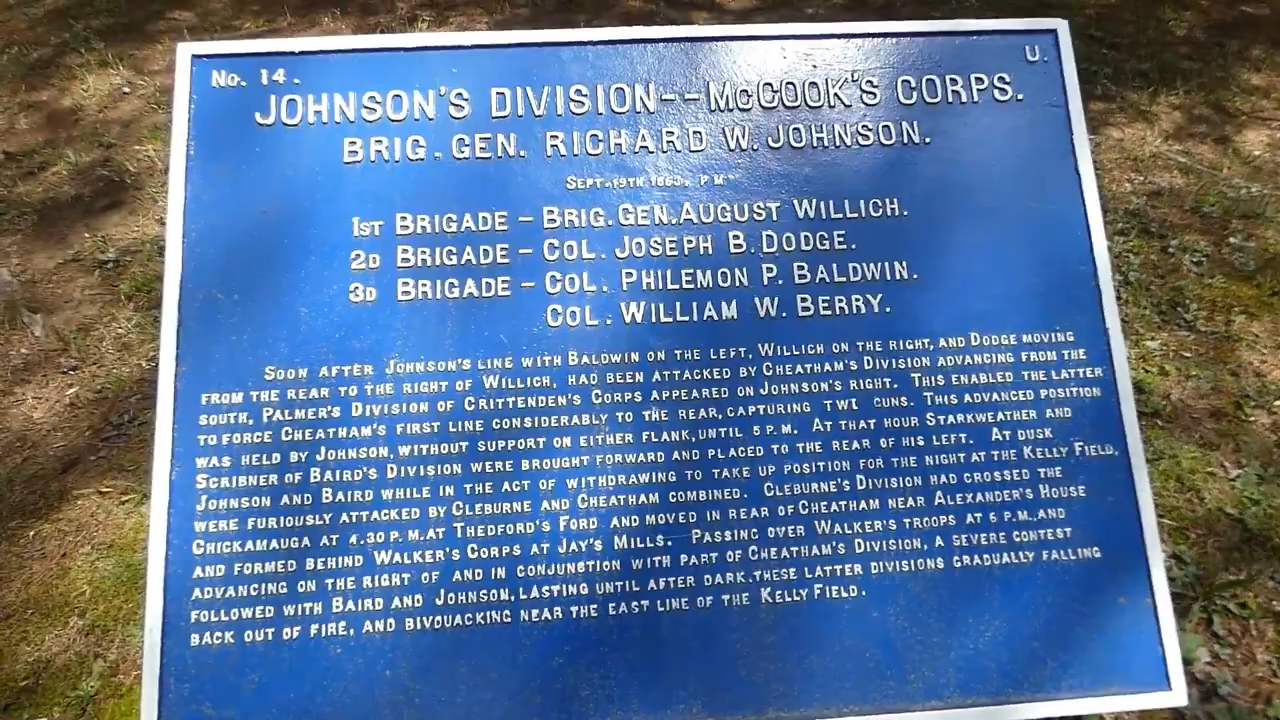 No. 14.
U.
JOHNSON'S DIVISION--McCOOK'S CORPS.
BRIG. GEN. RICHARD W. JOHNSON.
SEPT. 19TH 1863. P M
1ST BRIGADE - BRIG. GEN. AUGUST WILLICH.
2D BRIGADE - COL. JOSEPH B. DODGE.
3D BRIGADE - COL. PHILEMON P. BALDWIN.
COL. WILLIAM W. BERRY.
SOON AFTER JOHNSON'S LINE WITH BALDWIN ON THE LEFT, WILLICH ON THE RIGHT, AND DODGE MOVING
FROM THE REAR TO THE RIGHT OF WILLICH, HAD BEEN ATTACKED BY CHEATHAM'S DIVISION ADVANCING FROM THE
SOUTH, PALMER'S DIVISION OF CRITTENDEN'S CORPS APPEARED ON JOHNSON'S RIGHT. THIS ENABLED THE LATTER
TO FORCE CHEATHAM'S FIRST LINE CONSIDERABLY TO THE REAR, CAPTURING TWI GUNS. THIS ADVANCED POSITION
WAS HELD BY JOHNSON, WITHOUT SUPPORT ON EITHER FLANK, UNTIL 5 P.M. AT THAT HOUR STARKWEATHER AND
SCRIBNER OF BAIRD'S DIVISION WERE BROUGHT FORWARD AND PLACED TO THE REAR OF HIS LEFT. AT DUSK
JOHNSON AND BAIRD WHILE IN THE ACT OF WITHDRAWING TO TAKE UP POSITION FOR THE NIGHT AT THE KELLY FIELD,
WERE FURIOUSLY ATTACKED BY CLEBURNE AND CHEATHAM COMBINED. CLEBURNE'S DIVISION HAD CROSSED THE
CHICKAMAUGA AT 4.30 P.M. AT THEDFORD'S FORD AND MOVED IN REAR OF CHEATHAM NEAR ALEXANDER'S HOUSE
AND FORMED BEHIND WALKER'S CORPS AT JAY'S MILLS. PASSING OVER WALKER'S TROOPS AT 6 P.M., AND
ADVANCING ON THE RIGHT OF AND IN CONJUNCTION WITH PART OF CHEATHAM'S DIVISION, A SEVERE CONTEST
FOLLOWED WITH BAIRD AND JOHNSON, LASTING UNTIL AFTER DARK. THESE LATTER DIVISIONS GRADUALLY FALLING
BACK OUT OF FIRE, AND BIVOUACKING NEAR THE EAST LINE OF THE KELLY FIELD.